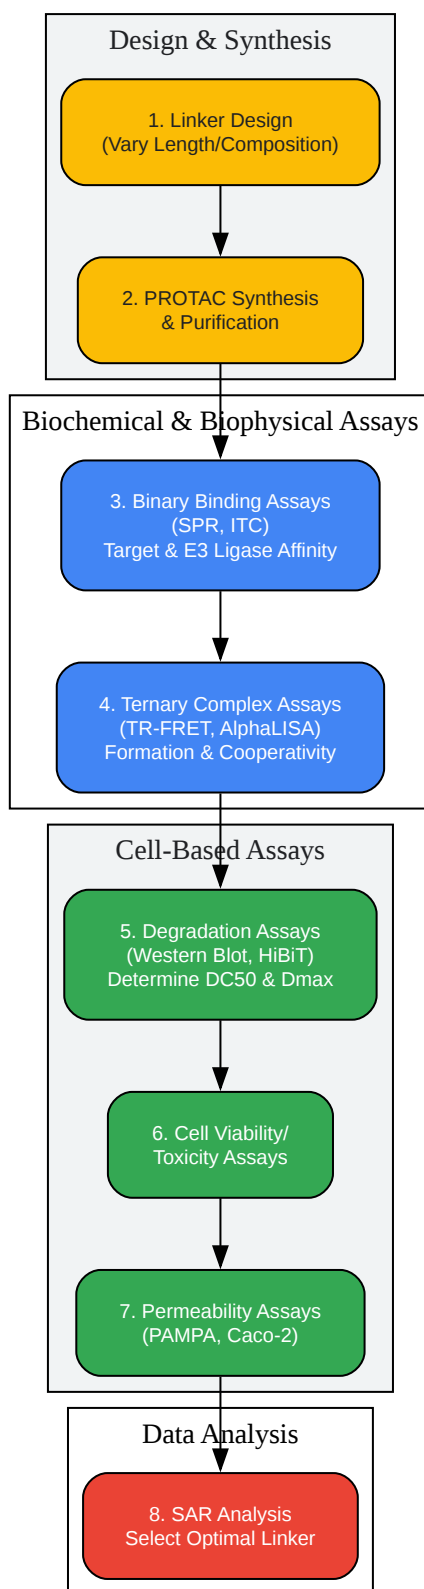 Design & Synthesis
1. Linker Design
(Vary Length/Composition)
2. PROTAC Synthesis
& Purification
Biochemical & Biophysical Assays
3. Binary Binding Assays
(SPR, ITC)
Target & E3 Ligase Affinity
4. Ternary Complex Assays
(TR-FRET, AlphaLISA)
Formation & Cooperativity
Cell-Based Assays
5. Degradation Assays
(Western Blot, HiBiT)
Determine DC50 & Dmax
6. Cell Viability/
Toxicity Assays
7. Permeability Assays
(PAMPA, Caco-2)
Data Analysis
8. SAR Analysis
Select Optimal Linker